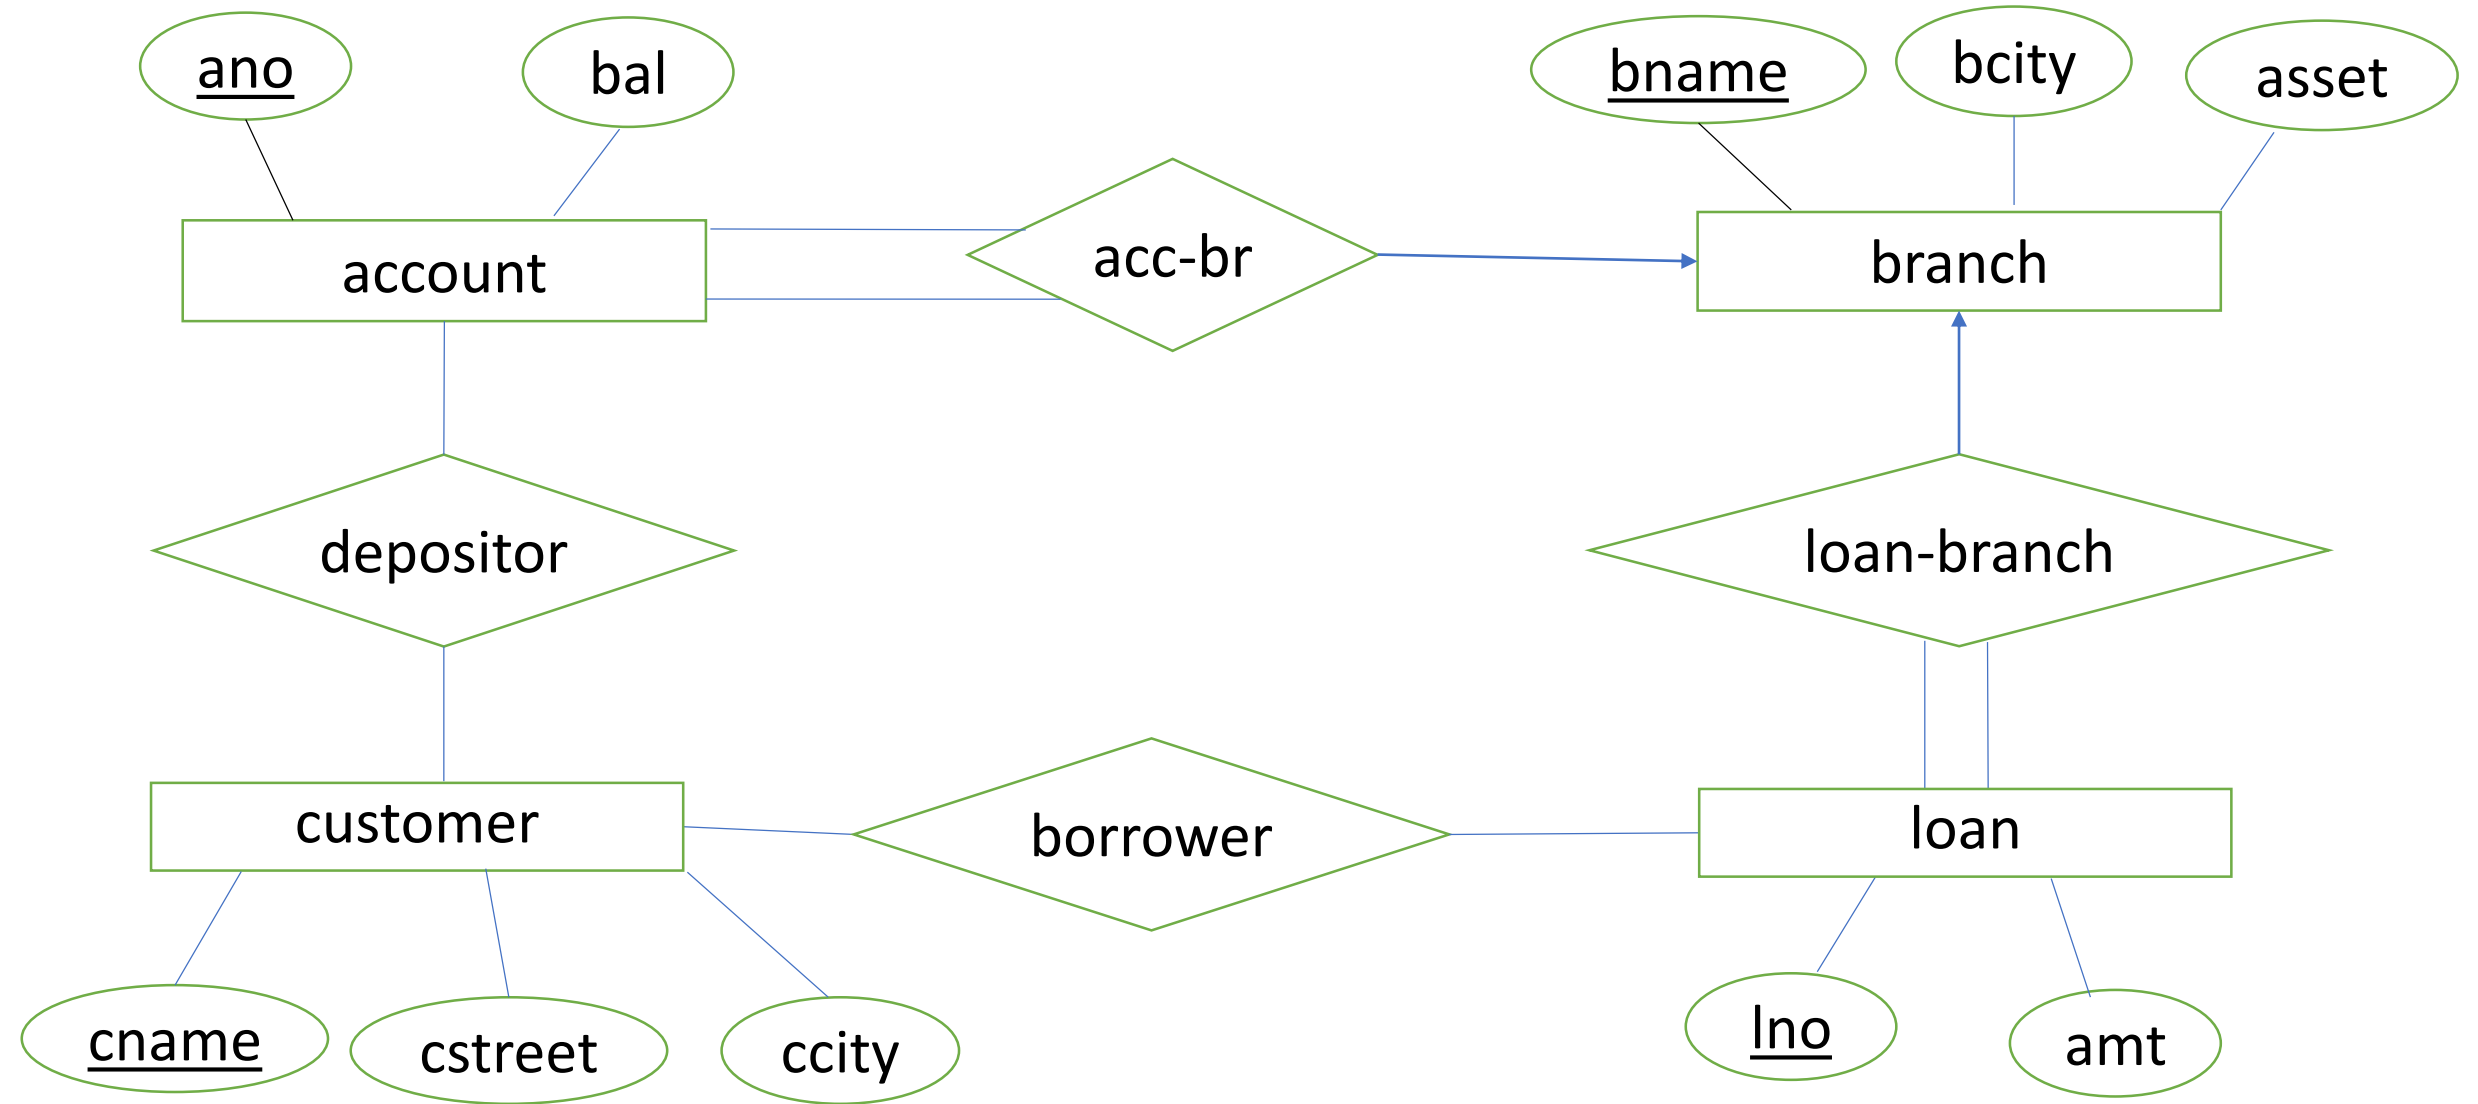 ano
bal
bname
bcity
asset
account
acc-br
branch
depositor
loan-branch
customer
borrower
loan
cname
cstreet
ccity
lno
amt